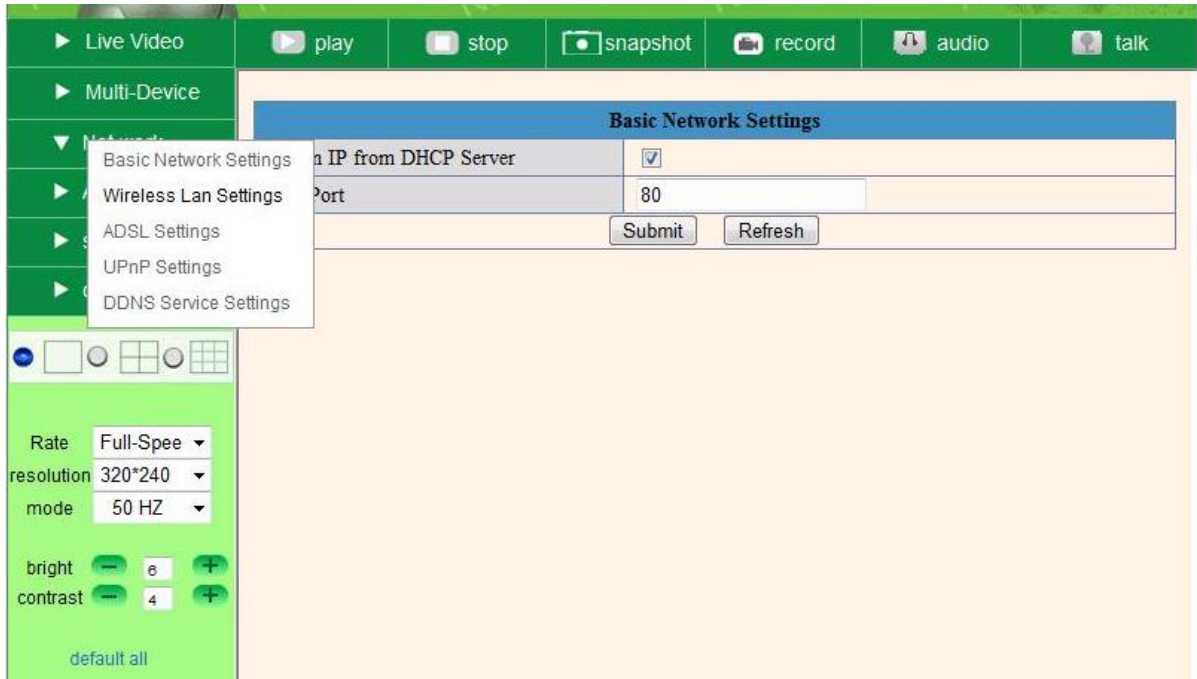 Live Video
play
stop
snapshot
record
audio
talk
Multi-Device
Basic Network Settings
Basic Network Settings
Wireless Lan Settings
ADSL Settings
UPnP Settings
DDNS Service Settings
IP from DHCP Server
Port
80
Submit
Refresh
Rate
Full-Spee
resolution
320*240
mode
50 HZ
bright
6
contrast
4
default all